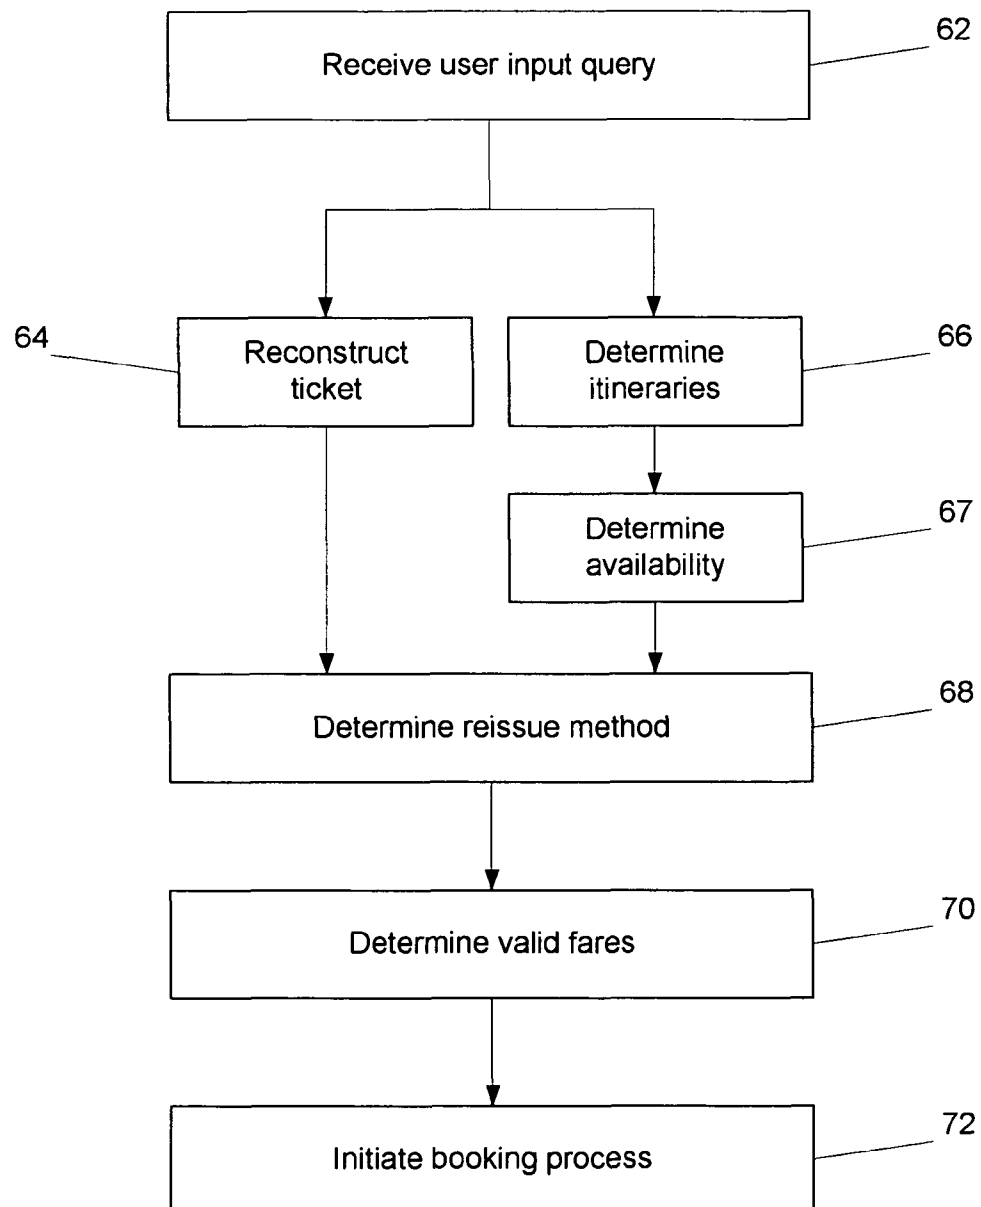 62
Receive user input query
64
Reconstruct
ticket
Determine
itineraries
66
Determine
availability
67
Determine reissue method
68
Determine valid fares
70
Initiate booking process
72